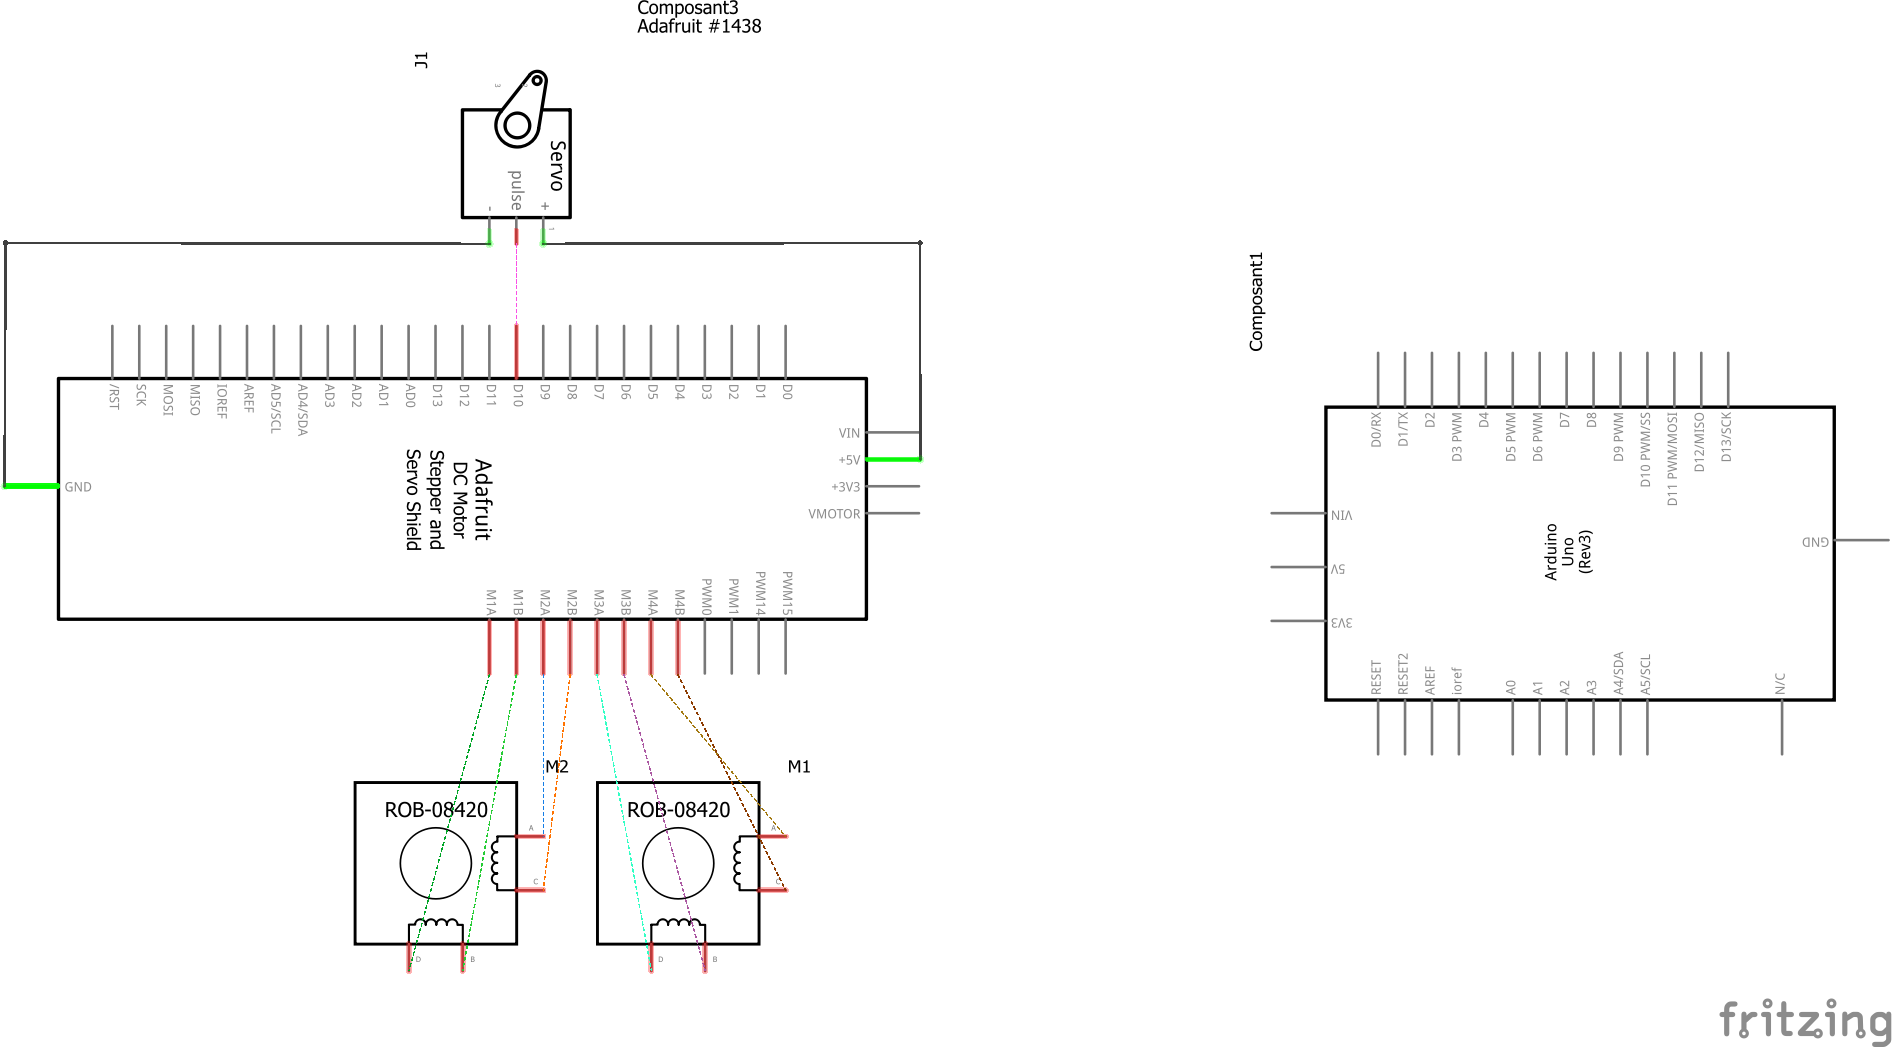 Composant3
Adafruit #1438
J1
3
Servo
pulse
-
+
1
/RST
SCK
MOSI
MISO
IOREF
AREF
AD5/SCL
AD4/SDA
AD3
AD2
AD1
AD0
D13
D12
D11
D10
D9
D8
D7
D6
D5
D4
D3
D2
D1
D0
VIN
+5V
+3V3
VMOTOR
GND
Adafruit
DC Motor
Stepper and
Servo Shield
M1A
M1B
M2A
M2B
M3A
M3B
M4A
M4B
PWM0
PWM1
PWM14
PWM15
M2
ROB-08420
A
C
D
B
M1
ROB-08420
A
C
D
B
Composant1
D0/RX
D1/TX
D2
D3 PWM
D4
D5 PWM
D6 PWM
D7
D8
D9 PWM
D10 PWM/SS
D11 PWM/MOSI
D12/MISO
D13/SCK
VIN
5V
3V3
Arduino
Uno
(Rev3)
GND
RESET
RESET2
AREF
ioref
A0
A1
A2
A3
A4/SDA
A5/SCL
N/C
fritzing